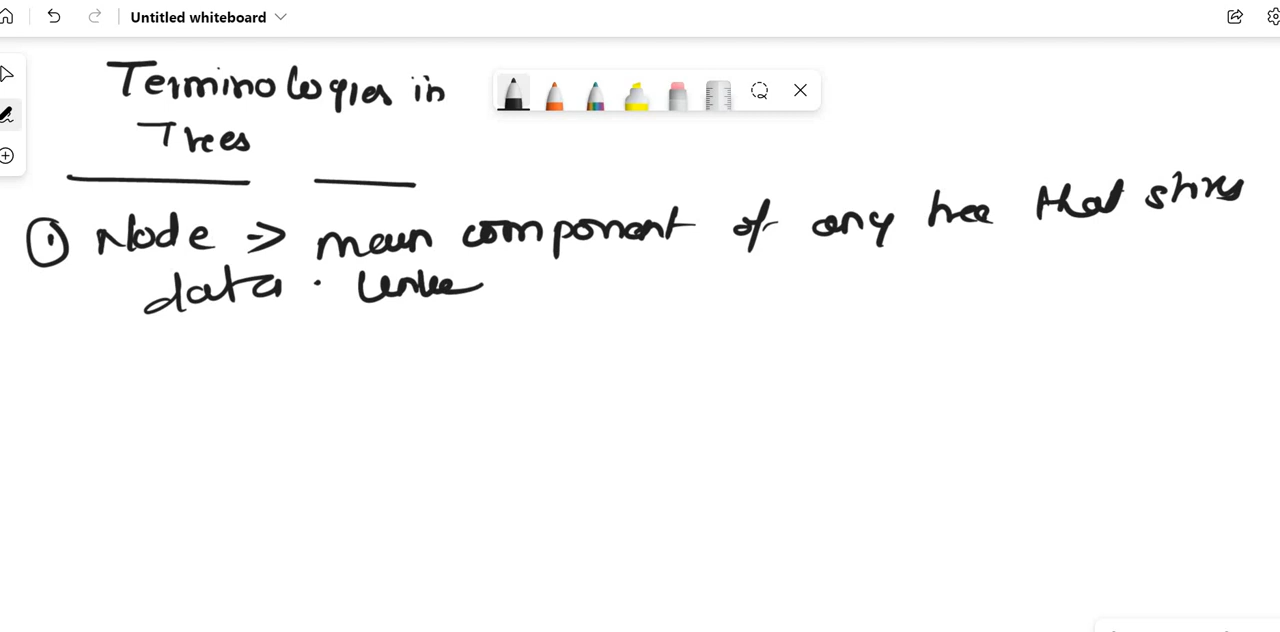 Untitled whiteboard
Terminologies in
Trees
① Node => main component of any tree that stores
data.